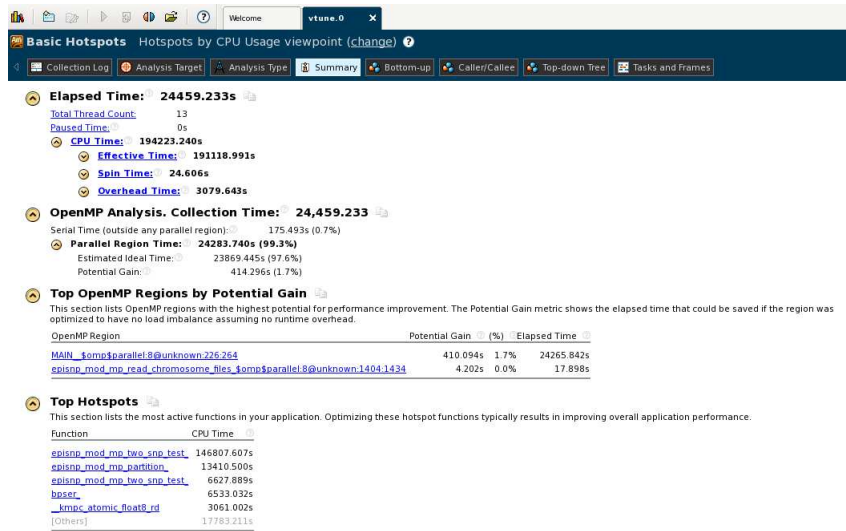 Welcome
vtune.0
Basic Hotspots Hotspots by CPU Usage viewpoint (change)
Collection Log Analysis Target Analysis Type Summary Bottom-up Caller/Callee Top-down Tree Tasks and Frames
Elapsed Time: 24459.233s
Total Thread Count: 13
Paused Time: 0s
CPU Time: 194223.240s
Effective Time: 191118.991s
Spin Time: 24.606s
Overhead Time: 3079.643s
OpenMP Analysis. Collection Time: 24,459.233
Serial Time (outside any parallel region): 175.493s (0.7%)
Parallel Region Time: 24283.740s (99.3%)
Estimated Ideal Time: 23869.445s (97.6%)
Potential Gain: 414.296s (1.7%)
Top OpenMP Regions by Potential Gain
This section lists OpenMP regions with the highest potential for performance improvement. The Potential Gain metric shows the elapsed time that could be saved if the region was
optimized to have no load imbalance assuming no runtime overhead.
OpenMP Region Potential Gain (%) Elapsed Time
MAIN__$omp$parallel:8@unknown:226:264 410.094s 1.7% 24265.842s
episnp_mod_mp_read_chromosome_files_$omp$parallel:8@unknown:1404:1434 4.202s 0.0% 17.898s
Top Hotspots
This section lists the most active functions in your application. Optimizing these hotspot functions typically results in improving overall application performance.
Function CPU Time
episnp_mod_mp_two_snp_test_ 146807.607s
episnp_mod_mp_partition_ 13410.500s
episnp_mod_mp_two_snp_test_ 6627.889s
bpser_ 6533.032s
__kmpc_atomic_float8_rd 3061.002s
[Others] 17783.211s